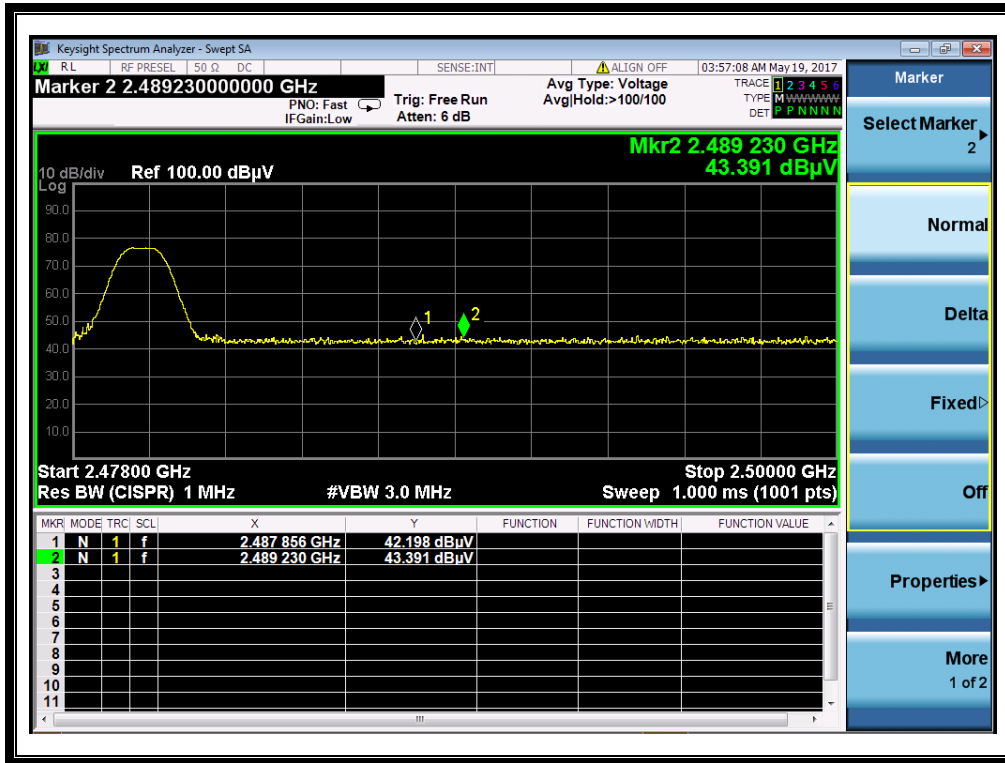 Keysight Spectrum Analyzer - Swept SA
LXI RL RF PRESEL 50 Ω DC SENSE:INT ALIGN OFF 03:57:08 AM May 19, 2017
Marker 2 2.489230000000 GHz
PNO: Fast
IFGain:Low
Trig: Free Run
Atten: 6 dB
Avg Type: Voltage
Avg|Hold:>100/100
TRACE 1 2 3 4 5 6
TYPE M WWWWW
DET P P N N N N
Mkr2 2.489 230 GHz
43.391 dBµV
10 dB/div Ref 100.00 dBµV
Log
90.0
80.0
70.0
60.0
50.0
40.0
30.0
20.0
10.0
1
2
Start 2.47800 GHz Stop 2.50000 GHz
Res BW (CISPR) 1 MHz #VBW 3.0 MHz Sweep 1.000 ms (1001 pts)
MKR MODE TRC SCL X Y FUNCTION FUNCTION WIDTH FUNCTION VALUE
1 N 1 f 2.487 856 GHz 42.198 dBµV
2 N 1 f 2.489 230 GHz 43.391 dBµV
3
4
5
6
7
8
9
10
11
Marker
Select Marker
2
Normal
Delta
Fixed
Off
Properties
More
1 of 2